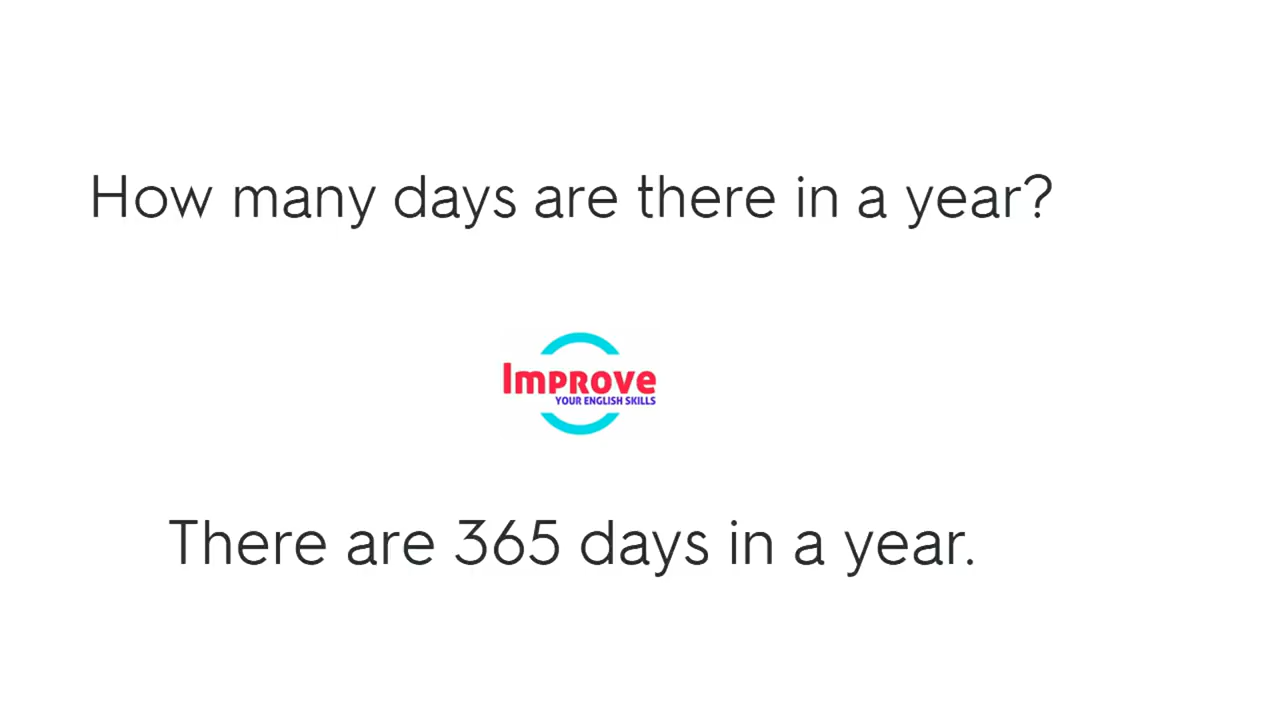 How many days are there in a year?
Improve
YOUR ENGLISH SKILLS
There are 365 days in a year.